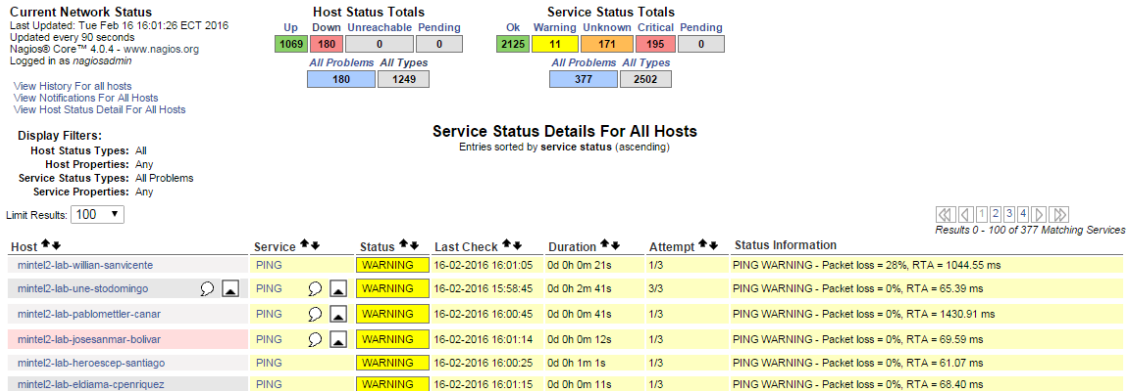 Current Network Status
Last Updated: Tue Feb 16 16:01:26 ECT 2016
Updated every 90 seconds
Nagios® Core™ 4.0.4 - www.nagios.org
Logged in as nagiosadmin
View History For all hosts
View Notifications For All Hosts
View Host Status Detail For All Hosts
Host Status Totals
Up Down Unreachable Pending
1069 180 0 0
All Problems All Types
180 1249
Service Status Totals
Ok Warning Unknown Critical Pending
2125 11 171 195 0
All Problems All Types
377 2502
Display Filters:
Host Status Types: All
Host Properties: Any
Service Status Types: All Problems
Service Properties: Any
Service Status Details For All Hosts
Entries sorted by service status (ascending)
Limit Results: 100
1 2 3 4
Results 0 - 100 of 377 Matching Services
Host Service Status Last Check Duration Attempt Status Information
mintel2-lab-willian-sanvicente PING WARNING 16-02-2016 16:01:05 0d 0h 0m 21s 1/3 PING WARNING - Packet loss = 28%, RTA = 1044.55 ms
mintel2-lab-une-stodomingo PING WARNING 16-02-2016 15:58:45 0d 0h 2m 41s 3/3 PING WARNING - Packet loss = 0%, RTA = 65.39 ms
mintel2-lab-pablomettler-canar PING WARNING 16-02-2016 16:00:45 0d 0h 0m 41s 1/3 PING WARNING - Packet loss = 0%, RTA = 1430.91 ms
mintel2-lab-josesanmar-bolivar PING WARNING 16-02-2016 16:01:14 0d 0h 0m 12s 1/3 PING WARNING - Packet loss = 0%, RTA = 69.59 ms
mintel2-lab-heroescep-santiago PING WARNING 16-02-2016 16:00:25 0d 0h 1m 1s 1/3 PING WARNING - Packet loss = 0%, RTA = 61.07 ms
mintel2-lab-eldiama-cpenriquez PING WARNING 16-02-2016 16:01:15 0d 0h 0m 11s 1/3 PING WARNING - Packet loss = 0%, RTA = 68.40 ms